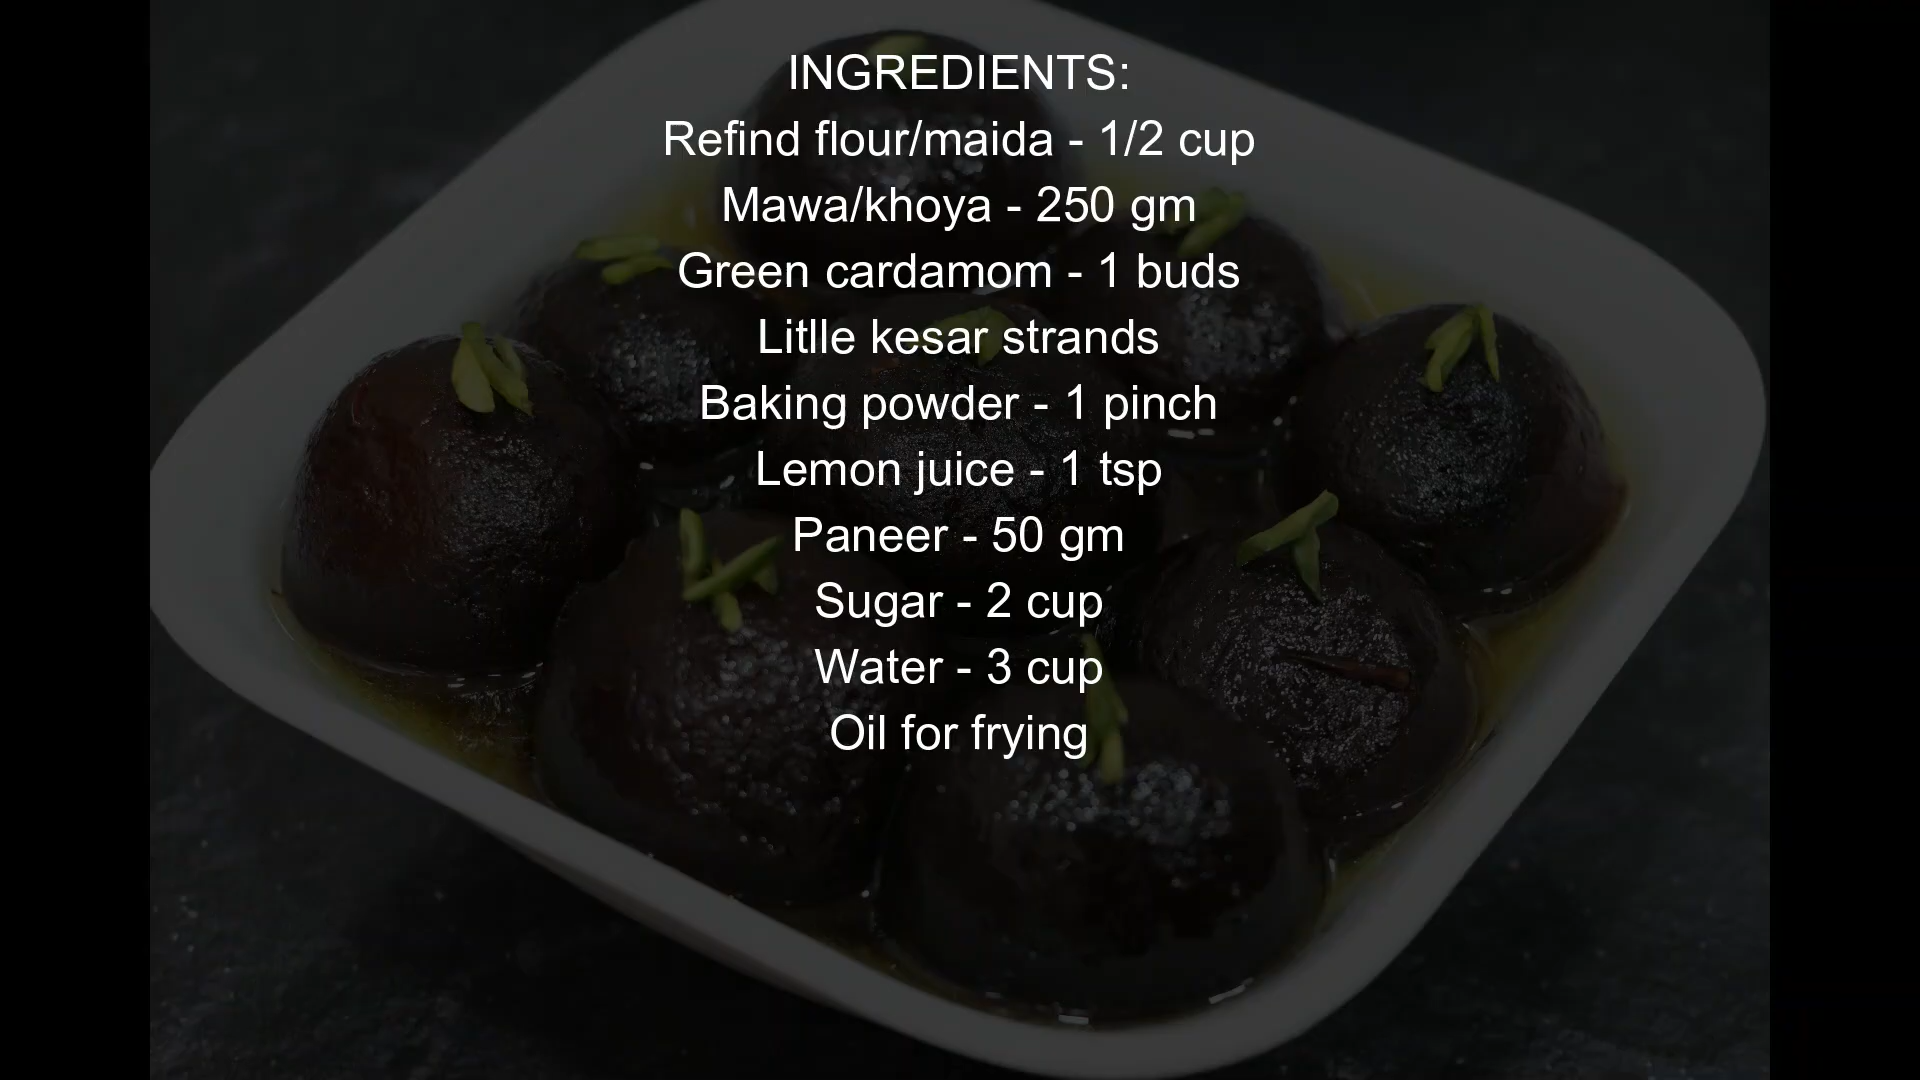 INGREDIENTS:
Refind flour/maida - 1/2 cup
Mawa/khoya - 250 gm
Green cardamom - 1 buds
Litlle kesar strands
Baking powder - 1 pinch
Lemon juice - 1 tsp
Paneer - 50 gm
Sugar - 2 cup
Water - 3 cup
Oil for frying